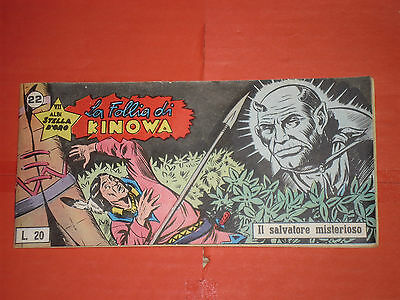 22
VII
ALBI
STELLA
D'ORO
La Follia di
KINOWA
L. 20
Il salvatore misterioso